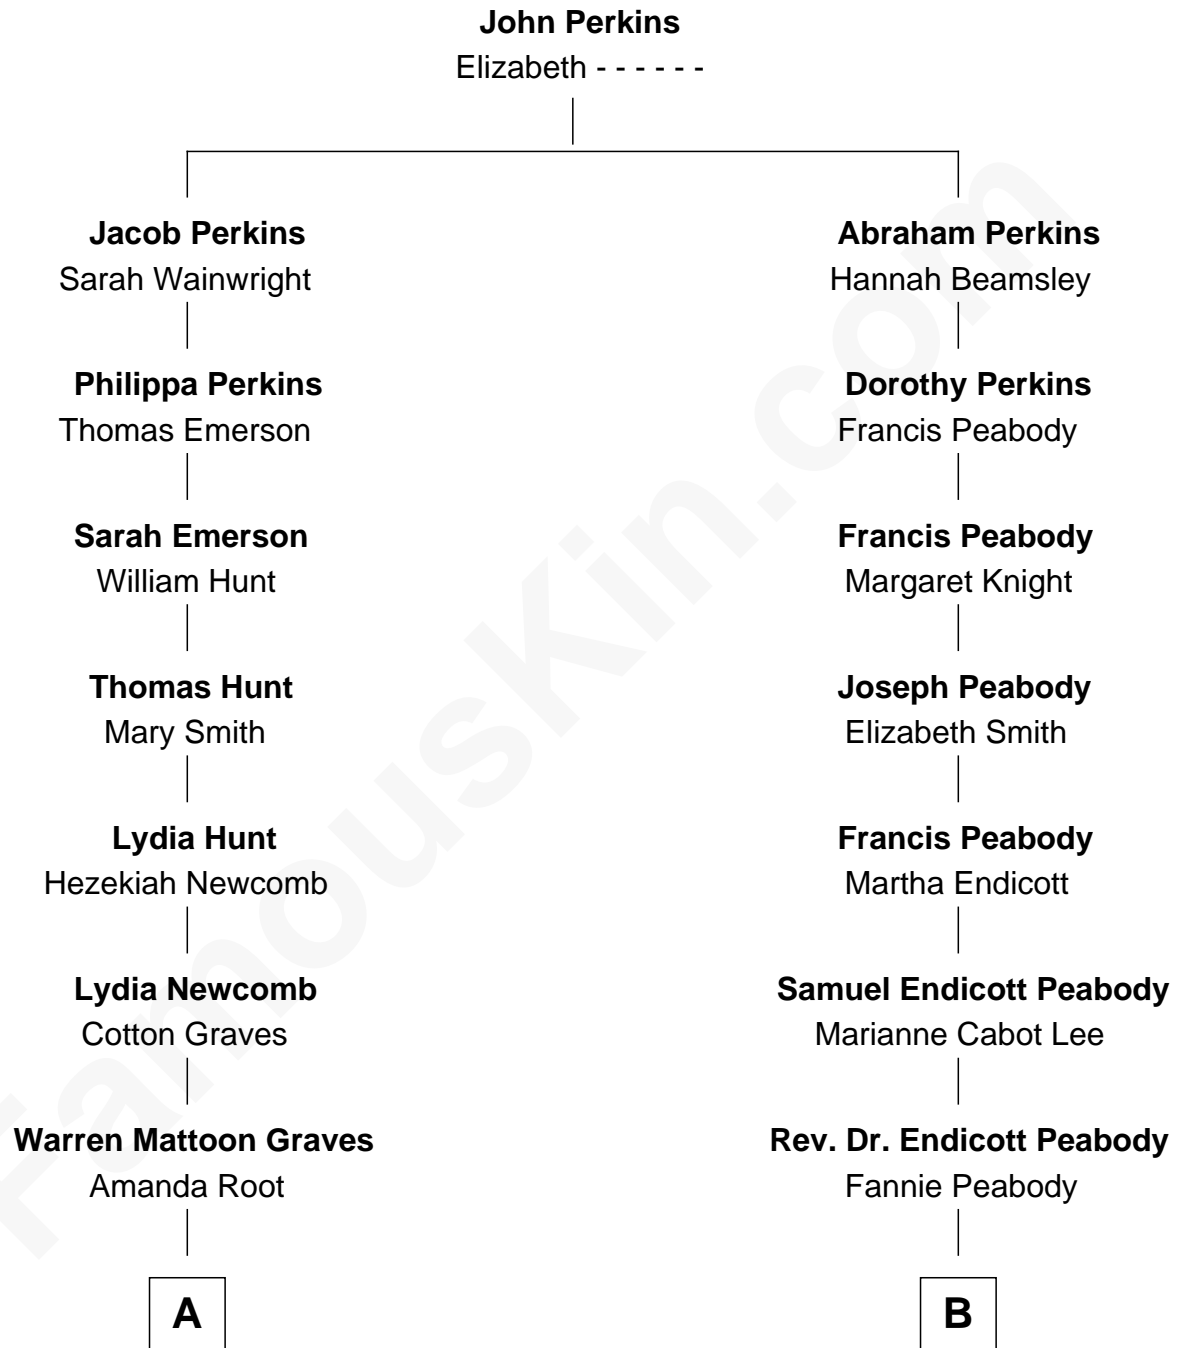 John Perkins
Elizabeth - - - - - -
Jacob Perkins
Sarah Wainwright
Abraham Perkins
Hannah Beamsley
Philippa Perkins
Thomas Emerson
Dorothy Perkins
Francis Peabody
Sarah Emerson
William Hunt
Francis Peabody
Margaret Knight
Thomas Hunt
Mary Smith
Joseph Peabody
Elizabeth Smith
Lydia Hunt
Hezekiah Newcomb
Francis Peabody
Martha Endicott
Lydia Newcomb
Cotton Graves
Samuel Endicott Peabody
Marianne Cabot Lee
Warren Mattoon Graves
Amanda Root
Rev. Dr. Endicott Peabody
Fannie Peabody
A
B
FamousKin.com